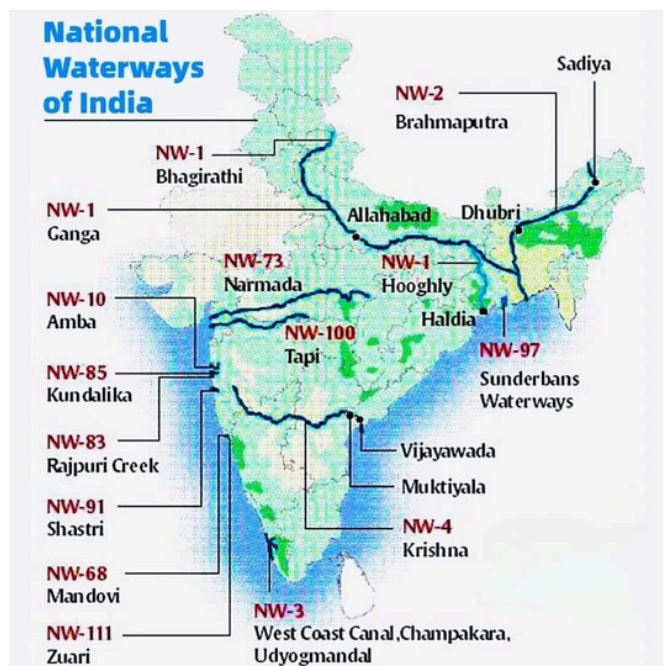 National
Waterways
of India
Sadiya
NW-2
Brahmaputra
NW-1
Bhagirathi
NW-1
Ganga
Allahabad
Dhubri
NW-73
Narmada
NW-1
Hooghly
NW-10
Amba
NW-100
Tapi
Haldia
NW-97
Sunderbans
Waterways
NW-85
Kundalika
NW-83
Rajpuri Creek
Vijayawada
Muktiyala
NW-91
Shastri
NW-4
Krishna
NW-68
Mandovi
NW-3
West Coast Canal,Champakara,
Udyogmandal
NW-111
Zuari